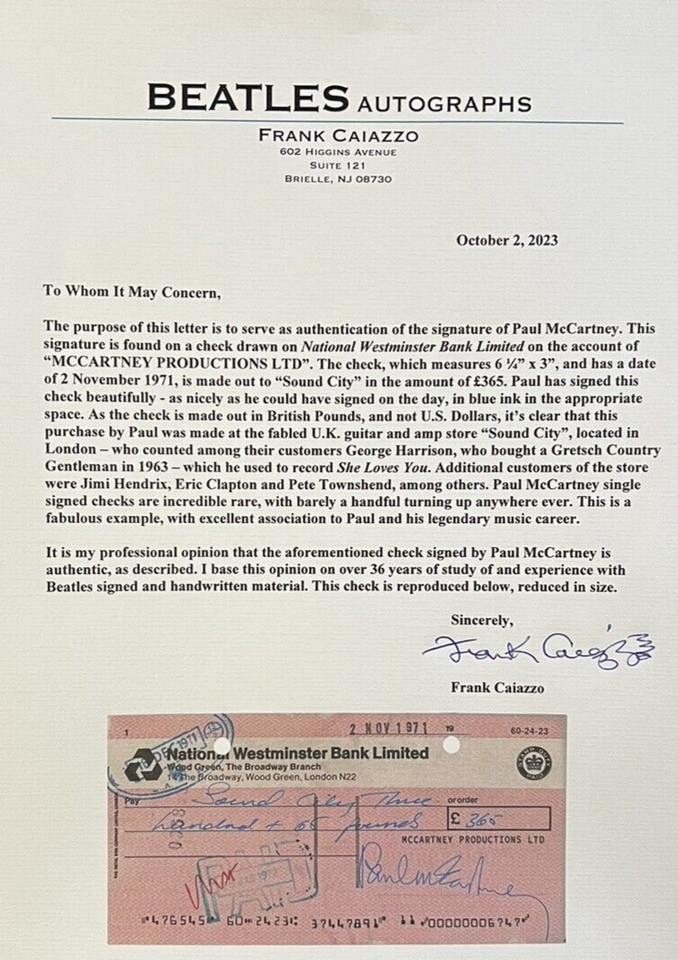 BEATLES AUTOGRAPHS
FRANK CAIAZZO
602 HIGGINS AVENUE
SUITE 121
BRIELLE, NJ 08730
October 2, 2023
To Whom It May Concern,
The purpose of this letter is to serve as authentication of the signature of Paul McCartney. This
signature is found on a check drawn on National Westminster Bank Limited on the account of
“MCCARTNEY PRODUCTIONS LTD”. The check, which measures 6 ¼” x 3”, and has a date
of 2 November 1971, is made out to “Sound City” in the amount of £365. Paul has signed this
check beautifully - as nicely as he could have signed on the day, in blue ink in the appropriate
space. As the check is made out in British Pounds, and not U.S. Dollars, it’s clear that this
purchase by Paul was made at the fabled U.K. guitar and amp store “Sound City”, located in
London – who counted among their customers George Harrison, who bought a Gretsch Country
Gentleman in 1963 – which he used to record She Loves You. Additional customers of the store
were Jimi Hendrix, Eric Clapton and Pete Townshend, among others. Paul McCartney single
signed checks are incredible rare, with barely a handful turning up anywhere ever. This is a
fabulous example, with excellent association to Paul and his legendary music career.
It is my professional opinion that the aforementioned check signed by Paul McCartney is
authentic, as described. I base this opinion on over 36 years of study of and experience with
Beatles signed and handwritten material. This check is reproduced below, reduced in size.
Sincerely,
Frank Caiazzo
Frank Caiazzo
1 2 NOV 1971 19 60-24-23
DEC 1971
National Westminster Bank Limited
Wood Green, The Broadway Branch
The Broadway, Wood Green, London N22
Pay Sound City Three or order
hundred + 65 pounds £ 365
MCCARTNEY PRODUCTIONS LTD
Paul McCartney